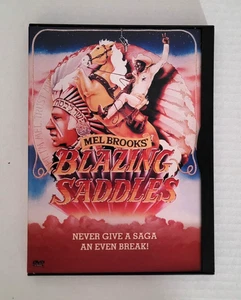 MEL BROOKS'
BLAZING
SADDLES
NEVER GIVE A SAGA
AN EVEN BREAK!